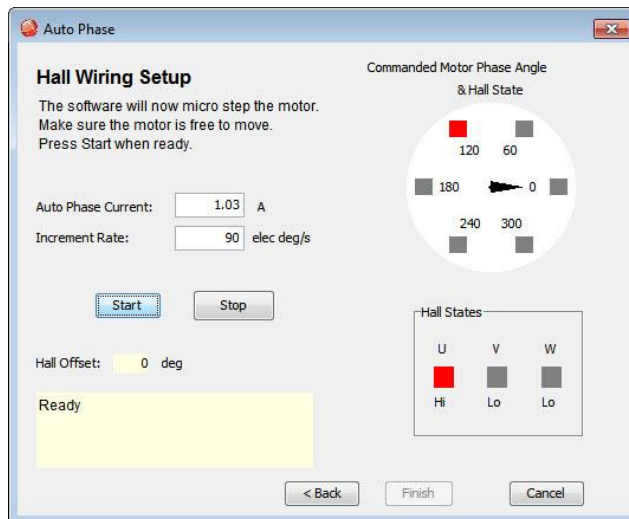 Auto Phase
Hall Wiring Setup
The software will now micro step the motor.
Make sure the motor is free to move.
Press Start when ready.
Auto Phase Current: 1.03 A
Increment Rate: 90 elec deg/s
Start Stop
Hall Offset: 0 deg
Ready
Commanded Motor Phase Angle
& Hall State
120 60
180 0
240 300
Hall States
U V W
Hi Lo Lo
< Back Finish Cancel